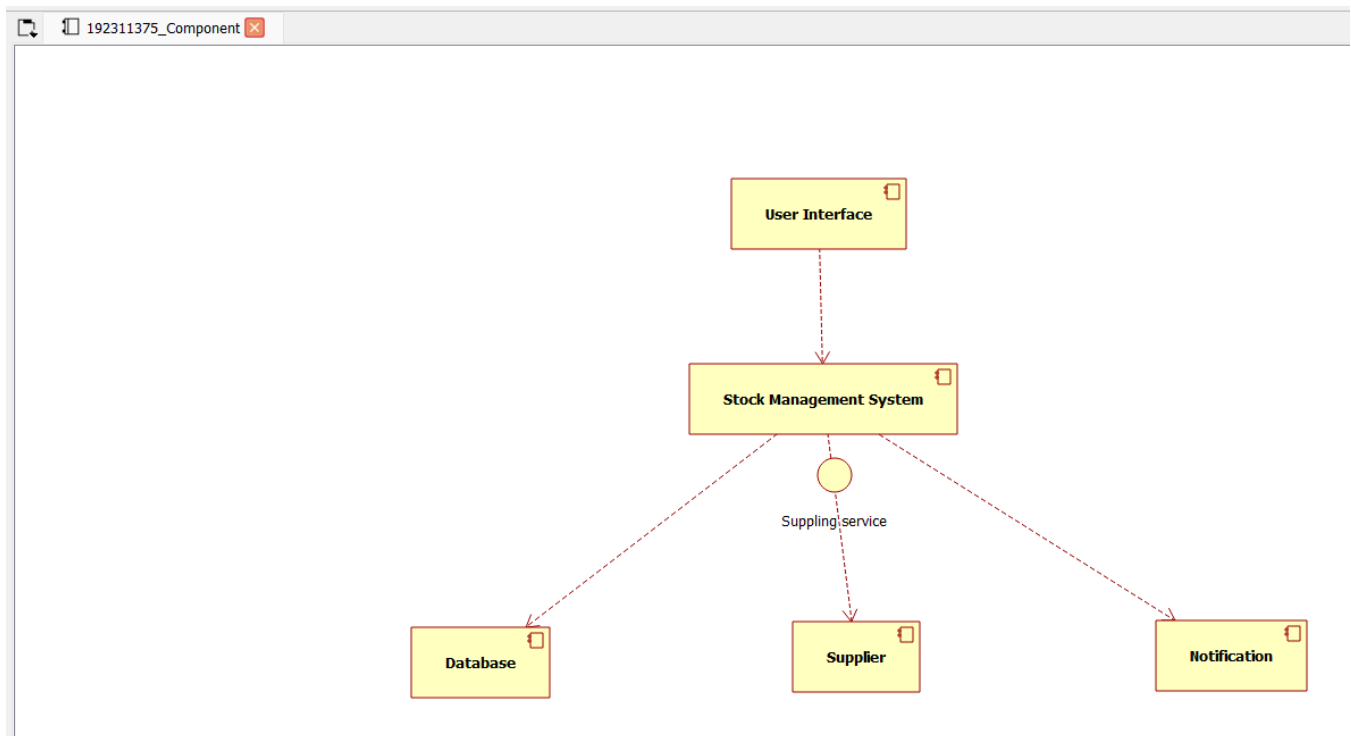 192311375_Component
User Interface
Stock Management System
Suppling service
Database
Supplier
Notification